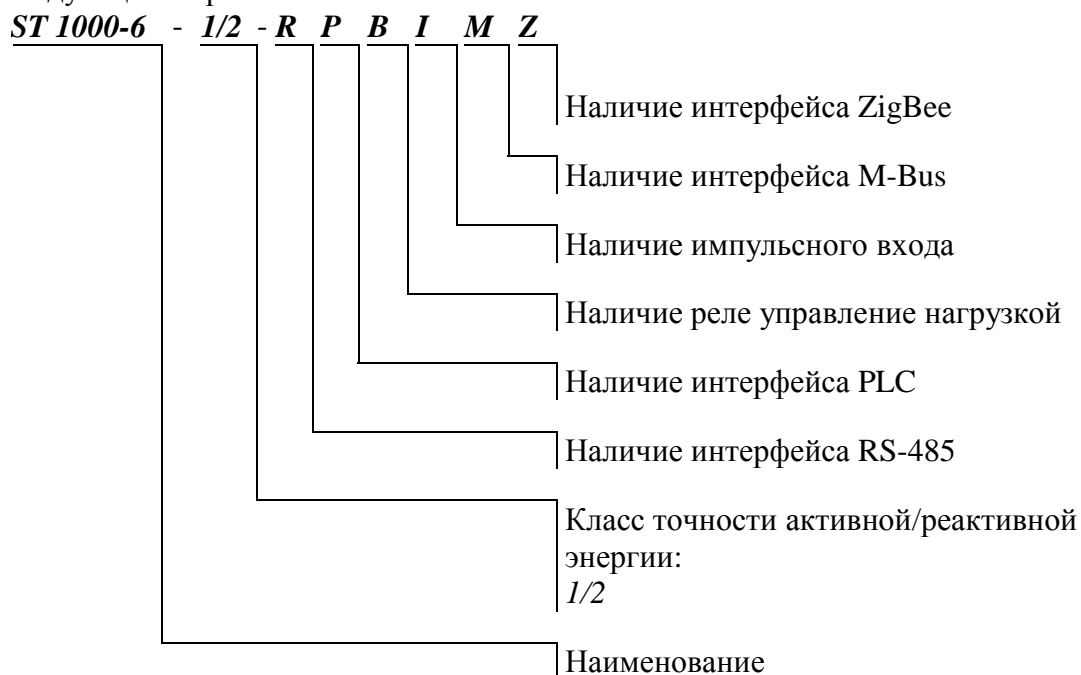 ST 1000-6 - 1/2 - R P B I M Z
Наличие интерфейса ZigBee
Наличие интерфейса M-Bus
Наличие импульсного входа
Наличие реле управление нагрузкой
Наличие интерфейса PLC
Наличие интерфейса RS-485
Класс точности активной/реактивной
энергии:
1/2
Наименование